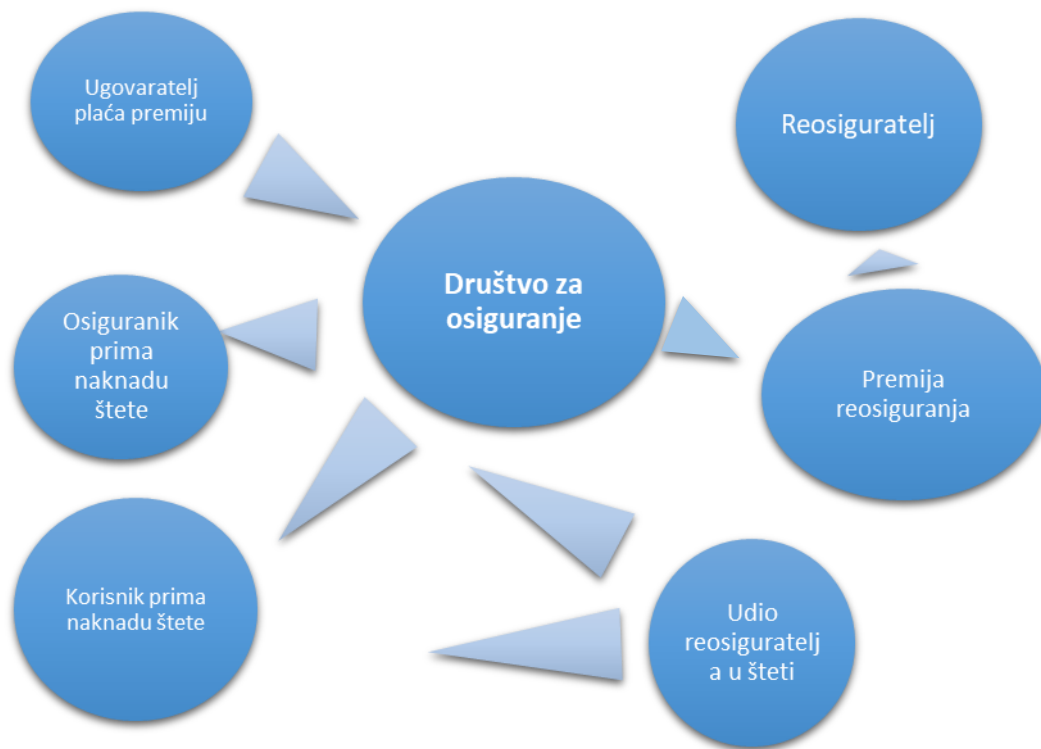 Ugovaratelj
plaća premiju
Reosiguratelj
Društvo za
osiguranje
Osiguranik
prima
naknadu
štete
Premija
reosiguranja
Korisnik prima
naknadu štete
Udio
reosiguratelj
a u šteti